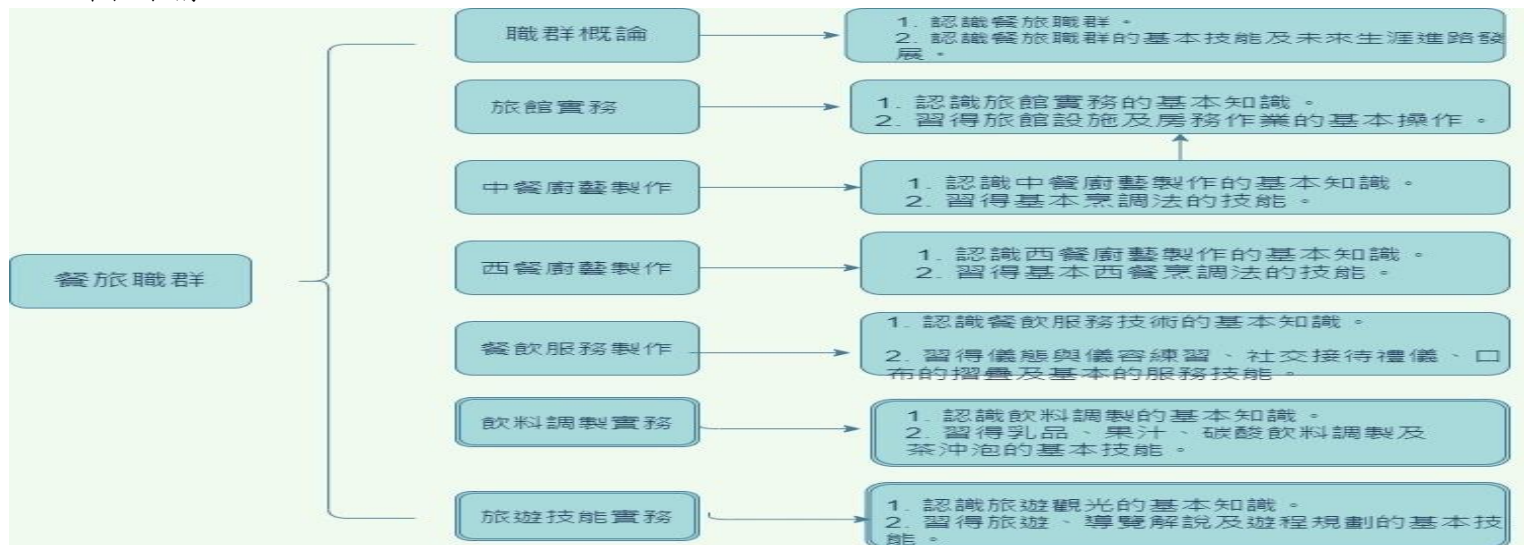 職群概論
1. 認識餐旅職群。
2. 認識餐旅職群的基本技能及未來生涯進路發
展。
旅館實務
1. 認識旅館實務的基本知識。
2. 習得旅館設施及房務作業的基本操作。
中餐廚藝製作
1. 認識中餐廚藝製作的基本知識。
2. 習得基本烹調法的技能。
餐旅職群
西餐廚藝製作
1. 認識西餐廚藝製作的基本知識。
2. 習得基本西餐烹調法的技能。
餐飲服務製作
1. 認識餐飲服務技術的基本知識。
2. 習得儀態與儀容練習、社交接待禮儀、口
布的摺疊及基本的服務技能。
飲料調製實務
1. 認識飲料調製的基本知識。
2. 習得乳品、果汁、碳酸飲料調製及
茶沖泡的基本技能。
旅遊技能實務
1. 認識旅遊觀光的基本知識。
2. 習得旅遊、導覽解說及遊程規劃的基本技
能。